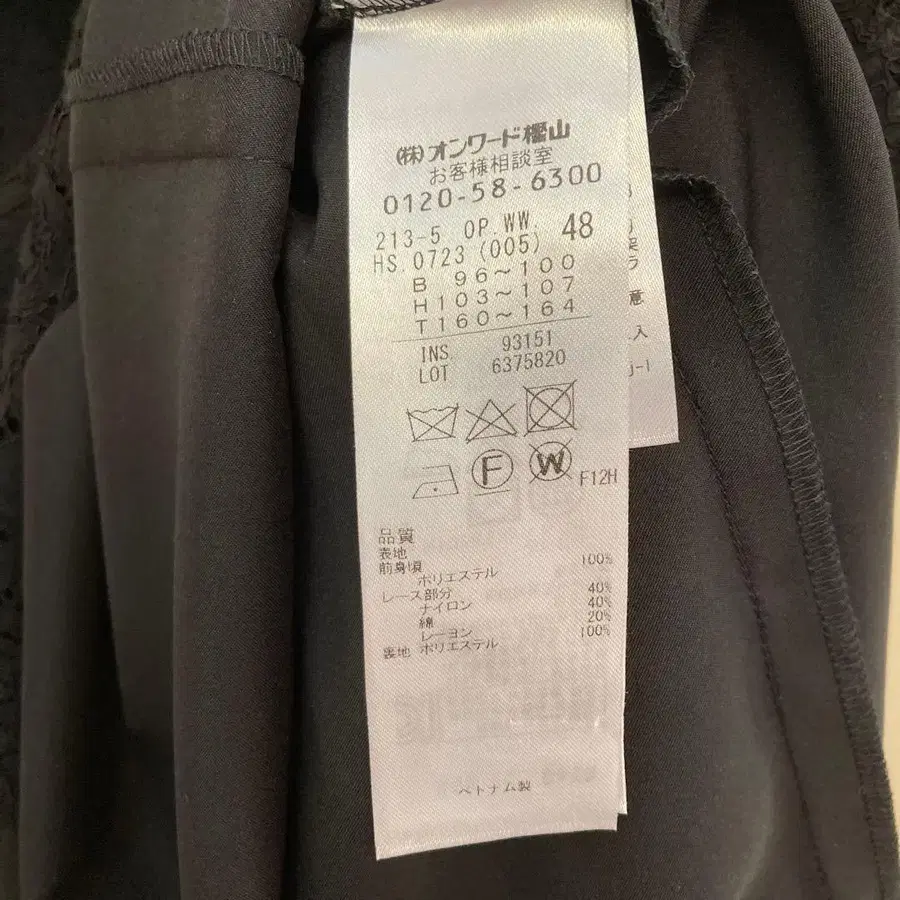 (株)オンワード樫山
お客様相談室
0120-58-6300
213-5 OP.WW. 48
HS.0723 (005)
B 96～100
H103～107
T160～164
INS. 93151
LOT 6375820
F
W
F12H
品質
表地
前身頃 100%
ポリエステル
レース部分
ナイロン 40%
綿 40%
レーヨン 20%
裏地 ポリエステル 100%
ベトナム製
意
入
j-1